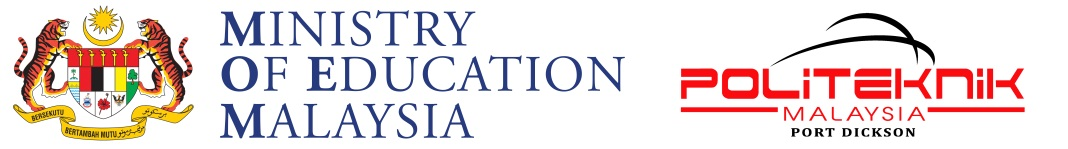 MINISTRY
OF EDUCATION
MALAYSIA
BERSEKUTU
BERTAMBAH MUTU
POLITEKNIK
MALAYSIA
PORT DICKSON